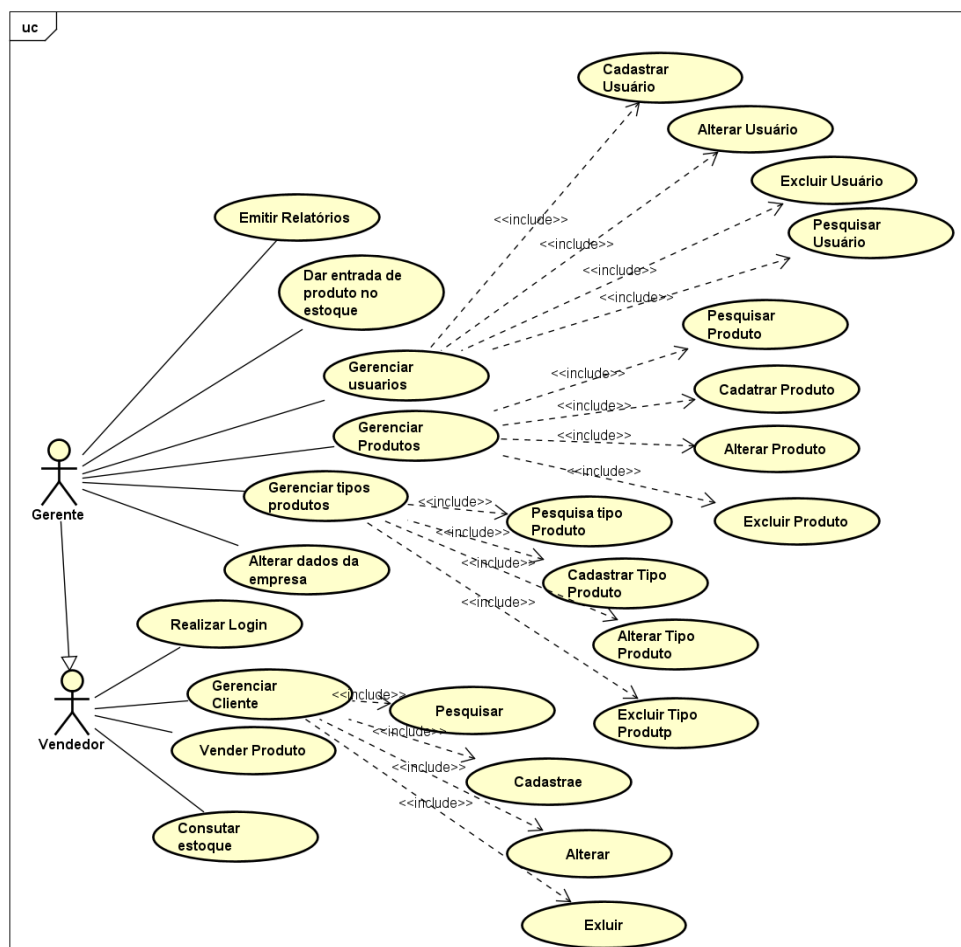 uc
Cadastrar
Usuário
Alterar Usuário
Excluir Usuário
Pesquisar
Usuário
Emitir Relatórios
<<include>>
<<include>>
<<include>>
<<include>>
Dar entrada de
produto no
estoque
Pesquisar
Produto
Gerenciar
usuarios
<<include>>
Cadatrar Produto
<<include>>
Gerenciar
Produtos
<<include>>
Alterar Produto
<<include>>
Gerente
Gerenciar tipos
produtos
<<include>>
Pesquisa tipo
Produto
Excluir Produto
<<include>>
<<include>>
<<include>>
Alterar dados da
empresa
Cadastrar Tipo
Produto
Realizar Login
Alterar Tipo
Produto
Vendedor
Gerenciar
Cliente
<<include>>
Pesquisar
Excluir Tipo
Produtp
<<include>>
Vender Produto
<<include>>
Cadastrae
<<include>>
Consutar
estoque
Alterar
Exluir